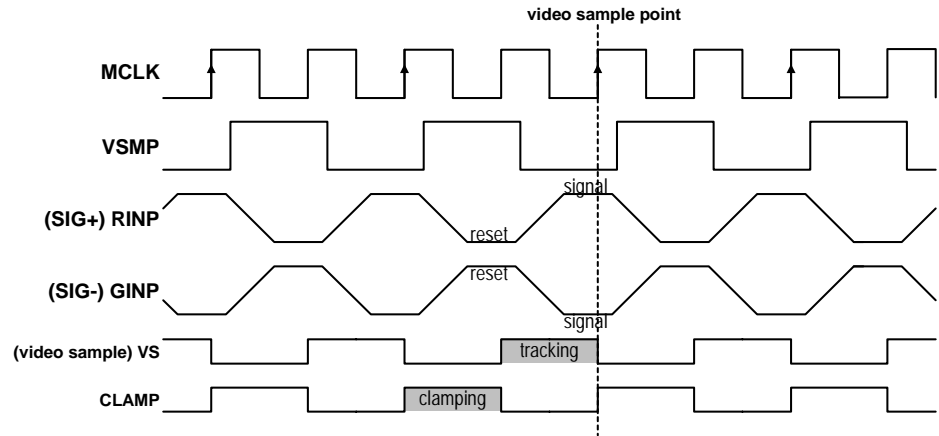 video sample point
MCLK
VSMP
signal
(SIG+) RINP
reset
reset
(SIG-) GINP
signal
(video sample) VS
tracking
CLAMP
clamping